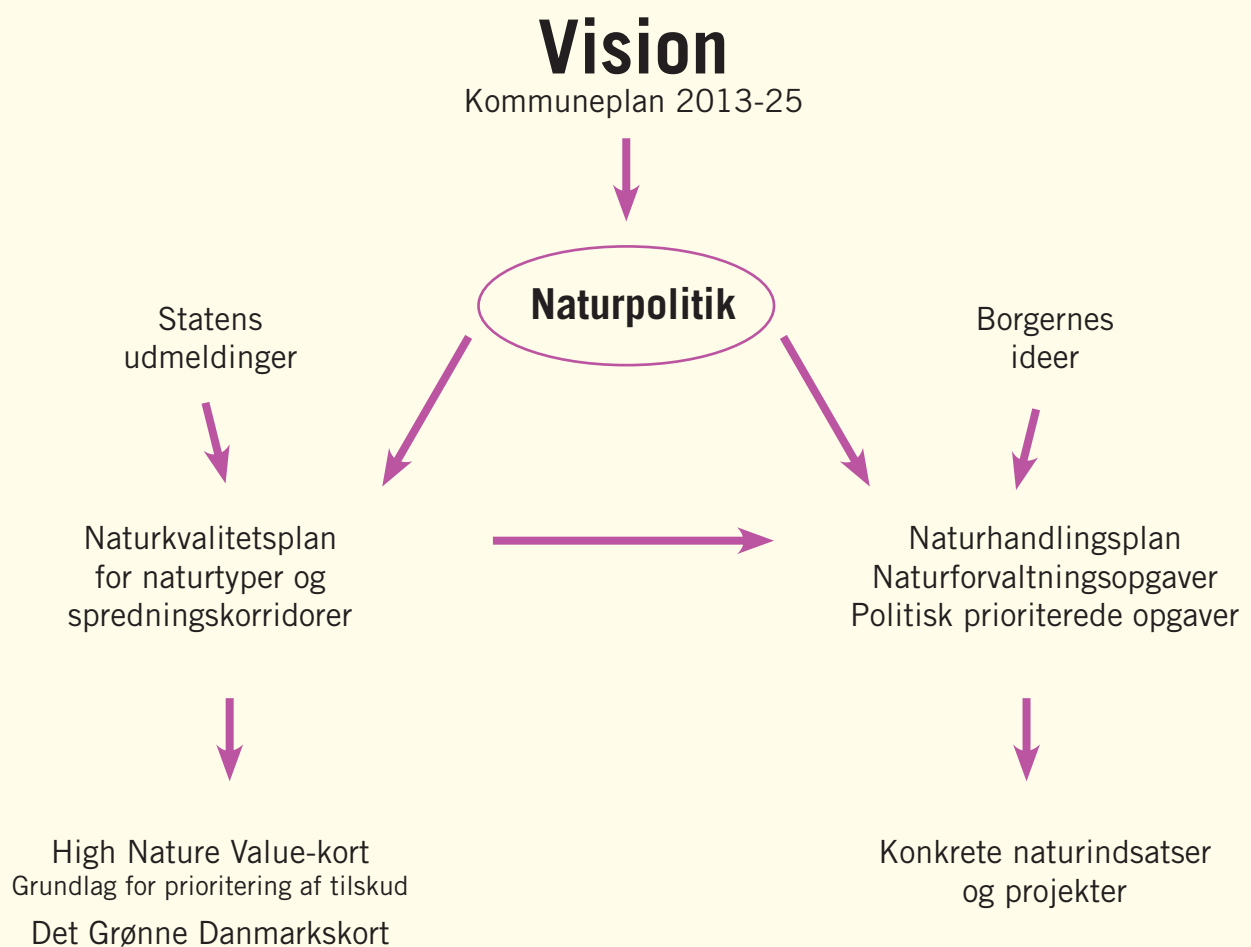 Vision
Kommuneplan 2013-25
Naturpolitik
Statens
udmeldinger
Borgernes
ideer
Naturkvalitetsplan
for naturtyper og
spredningskorridorer
Naturhandlingsplan
Naturforvaltningsopgaver
Politisk prioriterede opgaver
High Nature Value-kort
Grundlag for prioritering af tilskud
Det Grønne Danmarkskort
Konkrete naturindsatser
og projekter